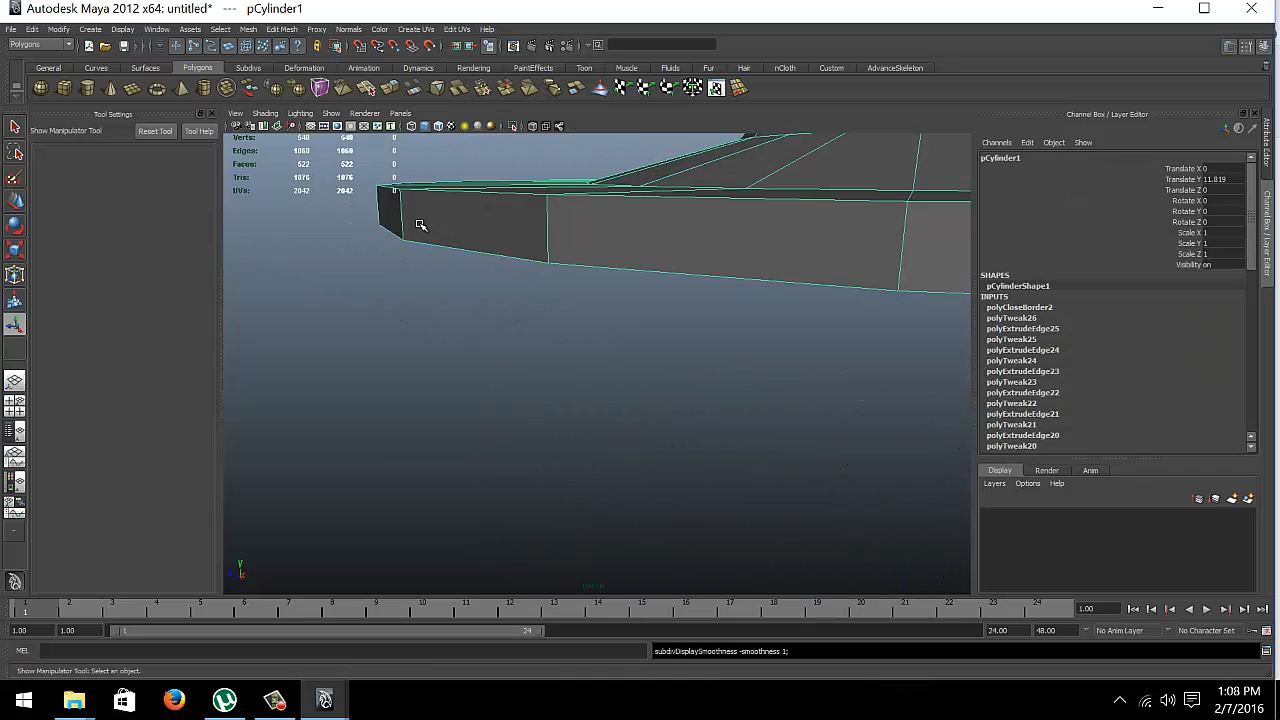 Autodesk Maya 2012 x64: untitled* --- pCylinder1
File Edit Modify Create Display Window Assets Select Mesh Edit Mesh Proxy Normals Color Create UVs Edit UVs Help
Polygons
General Curves Surfaces Polygons Subdivs Deformation Animation Dynamics Rendering PaintEffects Toon Muscle Fluids Fur Hair nCloth Custom AdvanceSkeleton
Tool Settings
Show Manipulator Tool Reset Tool Tool Help
View Shading Lighting Show Renderer Panels
Verts: 540 540 0
Edges: 1060 1060 0
Faces: 522 522 0
Tris: 1076 1076 0
UVs: 2042 2042 0
persp
Channel Box / Layer Editor
Channels Edit Object Show
pCylinder1
Translate X 0
Translate Y 11.819
Translate Z 0
Rotate X 0
Rotate Y 0
Rotate Z 0
Scale X 1
Scale Y 1
Scale Z 1
Visibility on
SHAPES
pCylinderShape1
INPUTS
polyCloseBorder2
polyTweak26
polyExtrudeEdge25
polyTweak25
polyExtrudeEdge24
polyTweak24
polyExtrudeEdge23
polyTweak23
polyExtrudeEdge22
polyTweak22
polyExtrudeEdge21
polyTweak21
polyExtrudeEdge20
polyTweak20
Display Render Anim
Layers Options Help
Attribute Editor
Channel Box / Layer Editor
1 2 3 4 5 6 7 8 9 10 11 12 13 14 15 16 17 18 19 20 21 22 23 24
1.00
1.00 1.00 1 24 24.00 48.00 No Anim Layer No Character Set
MEL subdivDisplaySmoothness -smoothness 1;
Show Manipulator Tool: Select an object.
1:08 PM
2/7/2016